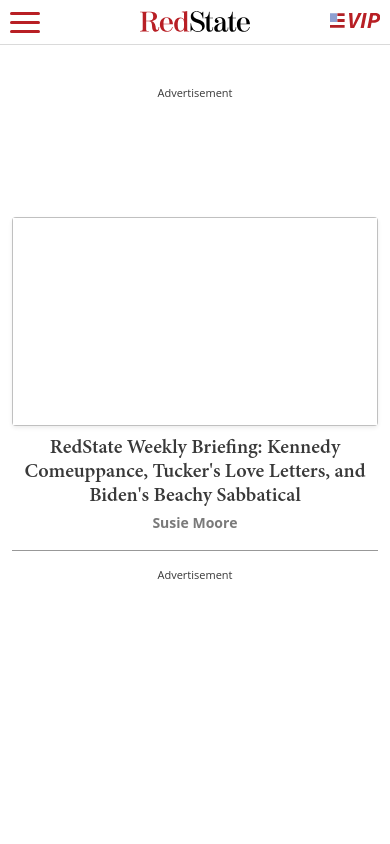 RedState
VIP
Advertisement
RedState Weekly Briefing: Kennedy
Comeuppance, Tucker's Love Letters, and
Biden's Beachy Sabbatical
Susie Moore
Advertisement